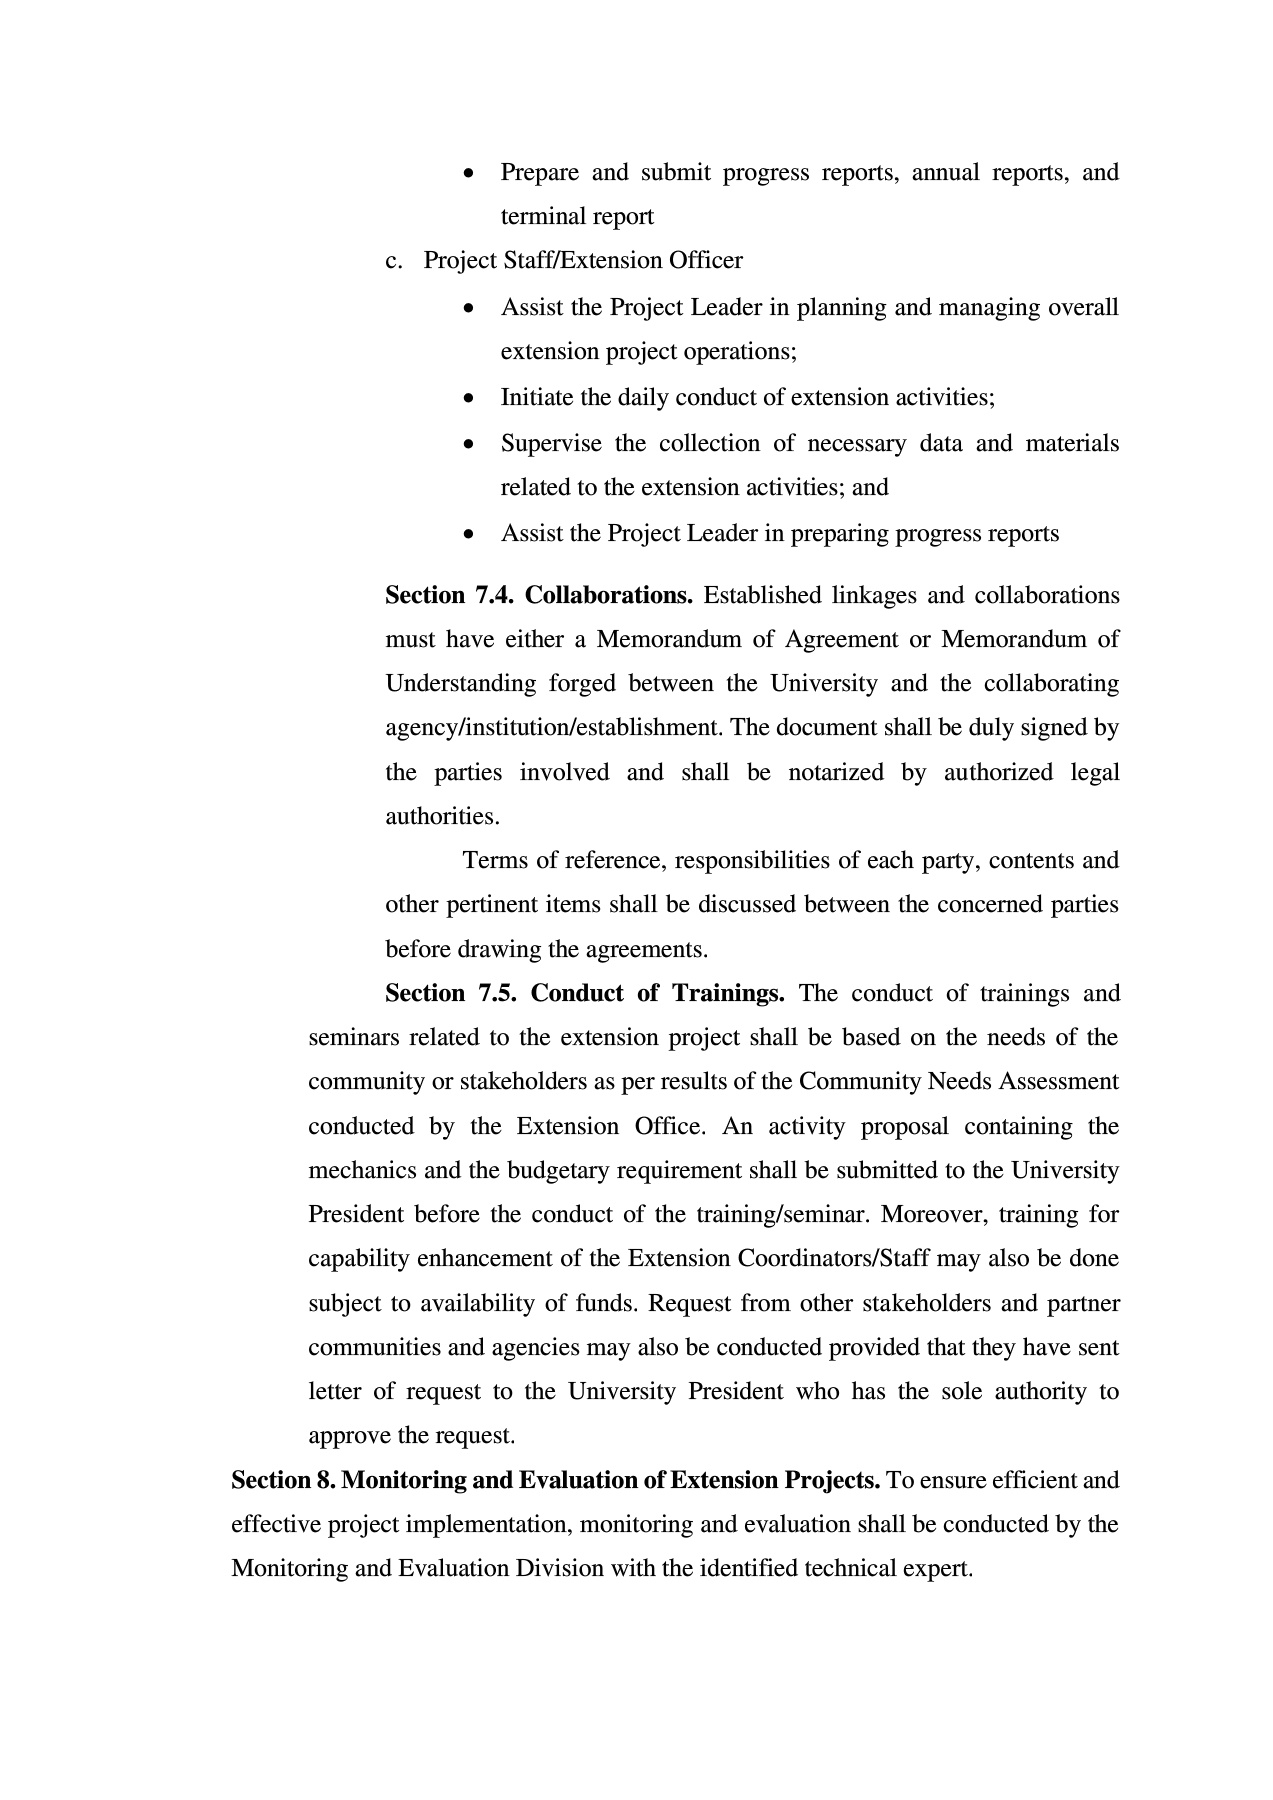 • Prepare and submit progress reports, annual reports, and
terminal report
c. Project Staff/Extension Officer
• Assist the Project Leader in planning and managing overall
extension project operations;
• Initiate the daily conduct of extension activities;
• Supervise the collection of necessary data and materials
related to the extension activities; and
• Assist the Project Leader in preparing progress reports
Section 7.4. Collaborations. Established linkages and collaborations
must have either a Memorandum of Agreement or Memorandum of
Understanding forged between the University and the collaborating
agency/institution/establishment. The document shall be duly signed by
the parties involved and shall be notarized by authorized legal
authorities.
Terms of reference, responsibilities of each party, contents and
other pertinent items shall be discussed between the concerned parties
before drawing the agreements.
Section 7.5. Conduct of Trainings. The conduct of trainings and
seminars related to the extension project shall be based on the needs of the
community or stakeholders as per results of the Community Needs Assessment
conducted by the Extension Office. An activity proposal containing the
mechanics and the budgetary requirement shall be submitted to the University
President before the conduct of the training/seminar. Moreover, training for
capability enhancement of the Extension Coordinators/Staff may also be done
subject to availability of funds. Request from other stakeholders and partner
communities and agencies may also be conducted provided that they have sent
letter of request to the University President who has the sole authority to
approve the request.
Section 8. Monitoring and Evaluation of Extension Projects. To ensure efficient and
effective project implementation, monitoring and evaluation shall be conducted by the
Monitoring and Evaluation Division with the identified technical expert.